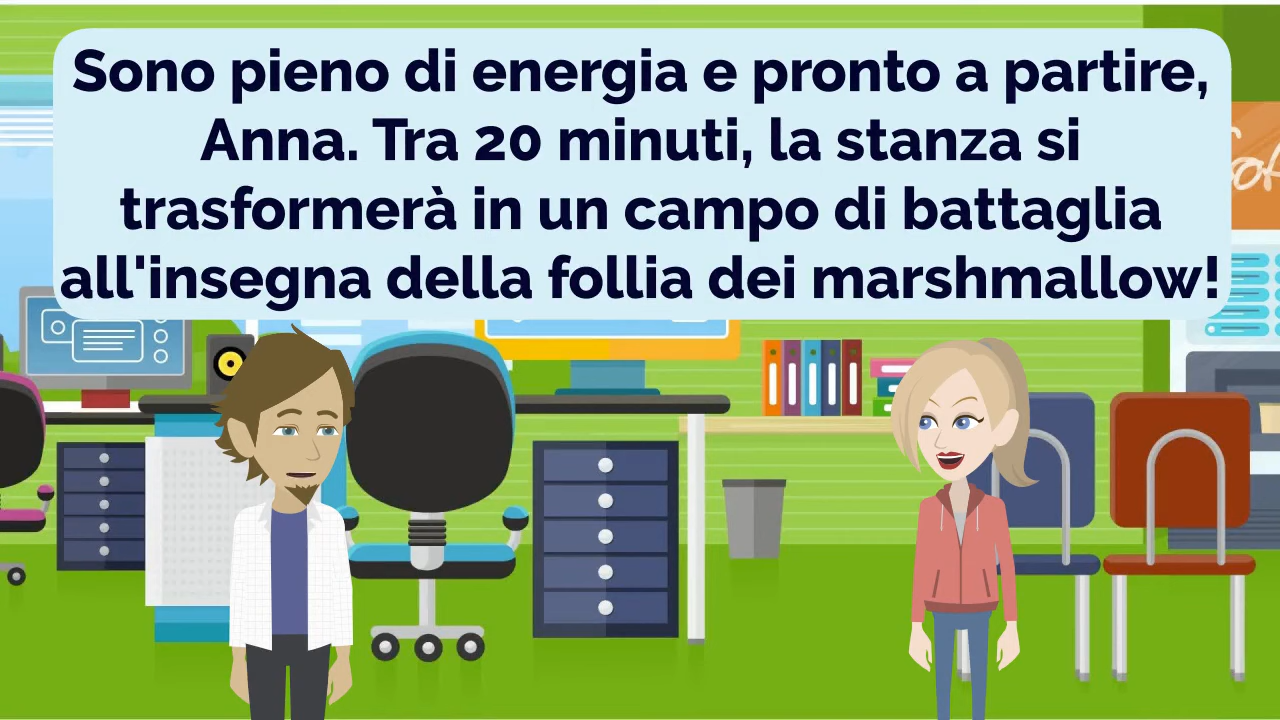 Sono pieno di energia e pronto a partire,
Anna. Tra 20 minuti, la stanza si
trasformerà in un campo di battaglia
all'insegna della follia dei marshmallow!